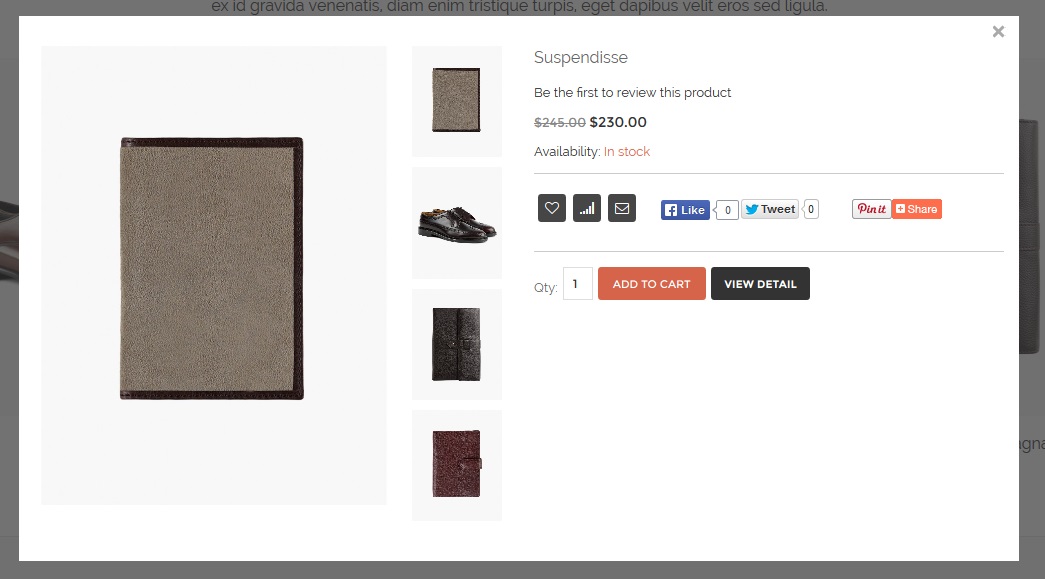 ex id gravida venenatis, diam enim tristique turpis, eget dapibus velit eros sed ligula.
×
Suspendisse
Be the first to review this product
$245.00 $230.00
Availability: In stock
Like 0 Tweet 0 Pin it Share
Qty: 1 ADD TO CART VIEW DETAIL